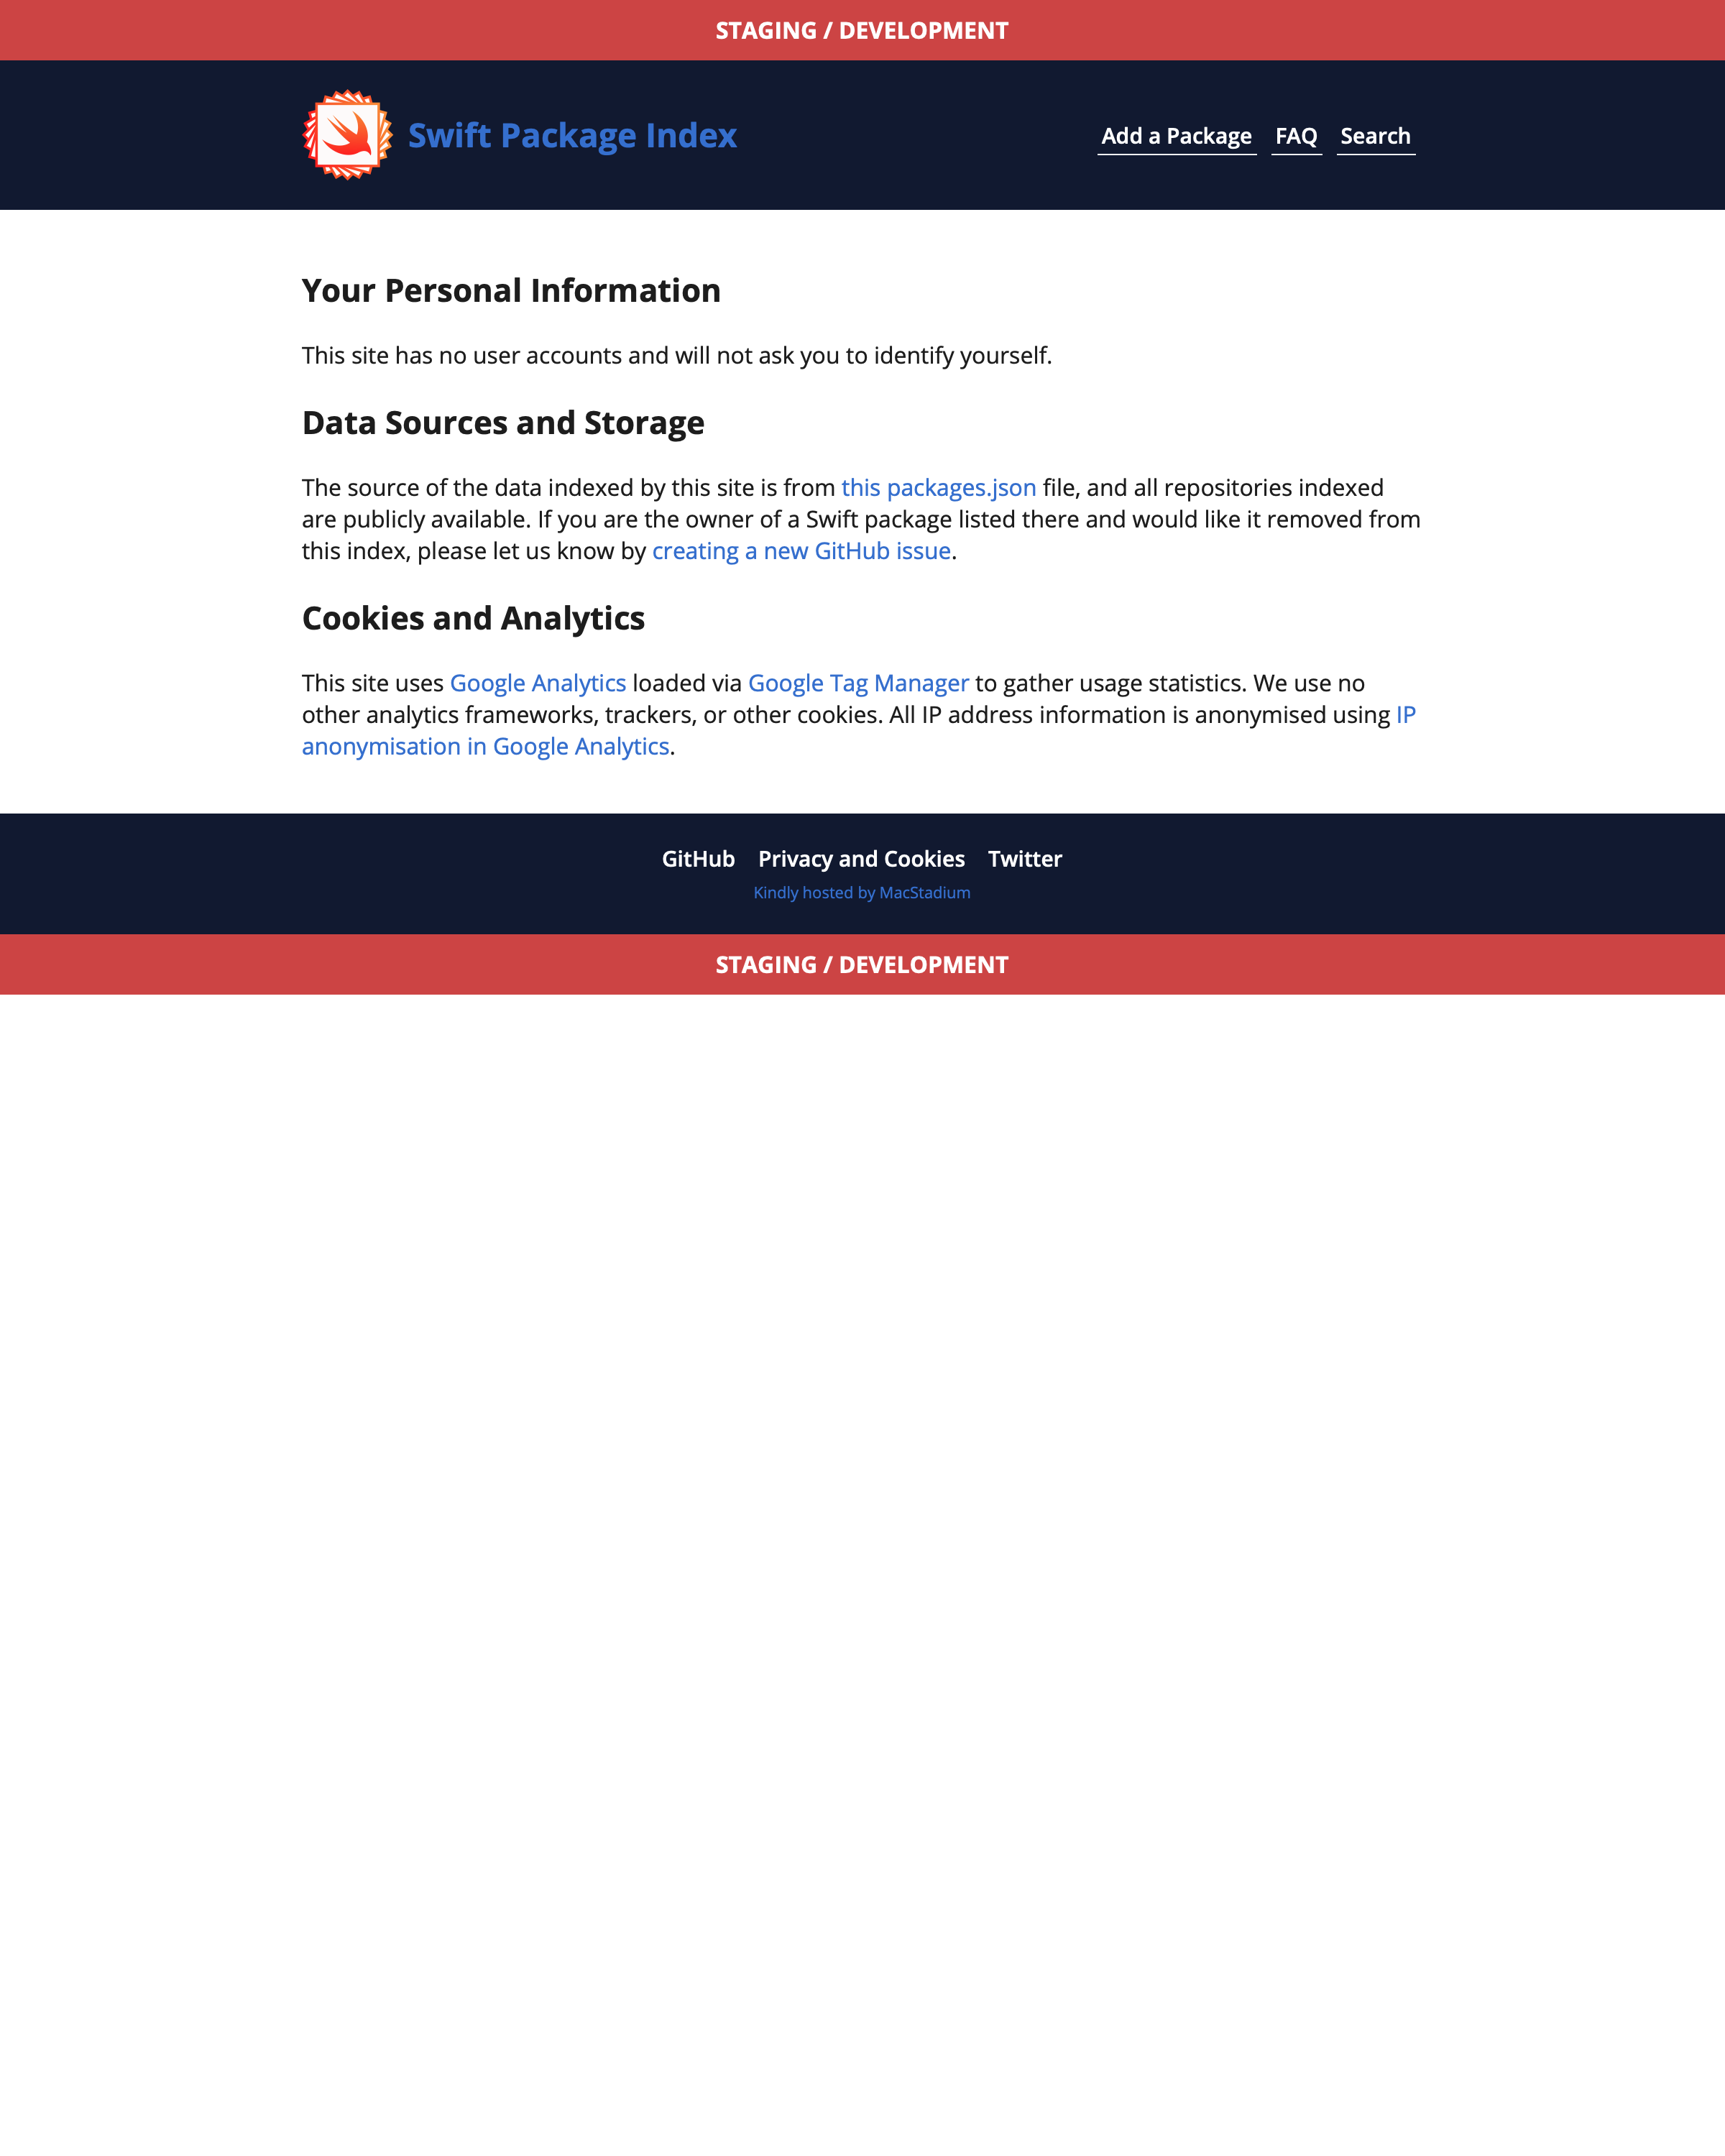 STAGING / DEVELOPMENT
Swift Package Index
Add a Package FAQ Search
Your Personal Information
This site has no user accounts and will not ask you to identify yourself.
Data Sources and Storage
The source of the data indexed by this site is from this packages.json file, and all repositories indexed
are publicly available. If you are the owner of a Swift package listed there and would like it removed from
this index, please let us know by creating a new GitHub issue.
Cookies and Analytics
This site uses Google Analytics loaded via Google Tag Manager to gather usage statistics. We use no
other analytics frameworks, trackers, or other cookies. All IP address information is anonymised using IP
anonymisation in Google Analytics.
GitHub Privacy and Cookies Twitter
Kindly hosted by MacStadium
STAGING / DEVELOPMENT